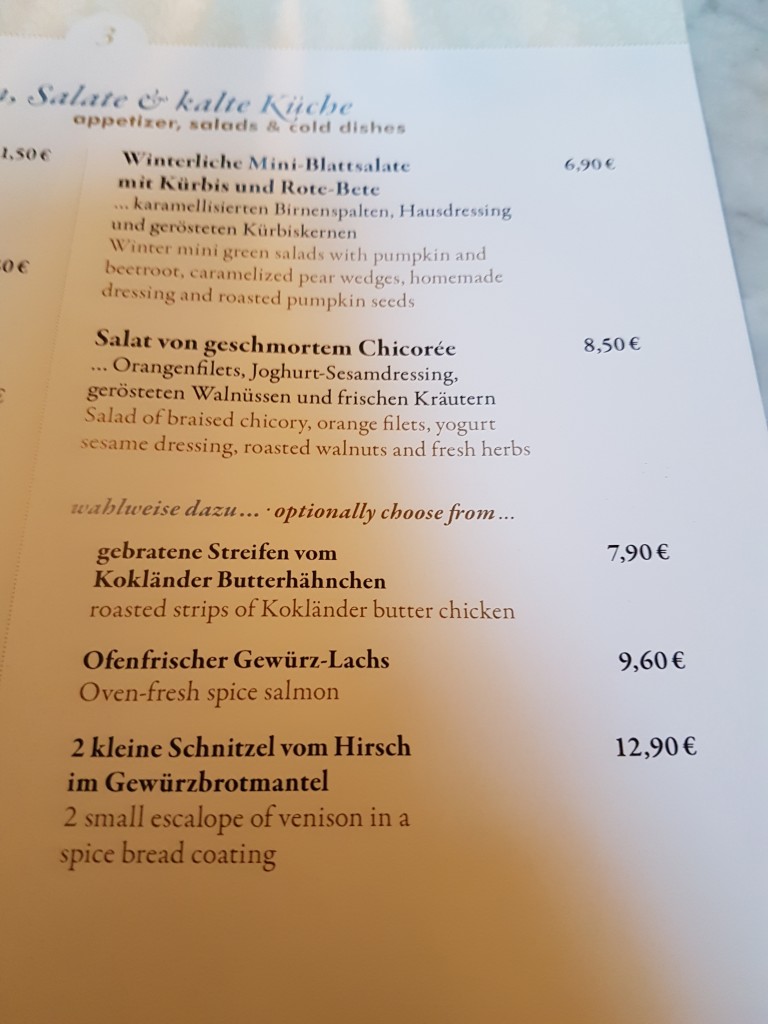 3
Salate & kalte Küche
appetizer, salads & cold dishes
1,50 €
Winterliche Mini-Blattsalate
6,90 €
mit Kürbis und Rote-Bete
... karamellisierten Birnenspalten, Hausdressing
und gerösteten Kürbiskernen
Winter mini green salads with pumpkin and
beetroot, caramelized pear wedges, homemade
dressing and roasted pumpkin seeds
0 €
Salat von geschmortem Chicorée
8,50 €
... Orangenfilets, Joghurt-Sesamdressing,
gerösteten Walnüssen und frischen Kräutern
Salad of braised chicory, orange filets, yogurt
sesame dressing, roasted walnuts and fresh herbs
€
wahlweise dazu... · optionally choose from ...
gebratene Streifen vom
7,90 €
Kokländer Butterhähnchen
roasted strips of Kokländer butter chicken
Ofenfrischer Gewürz-Lachs
9,60 €
Oven-fresh spice salmon
2 kleine Schnitzel vom Hirsch
12,90 €
im Gewürzbrotmantel
2 small escalope of venison in a
spice bread coating